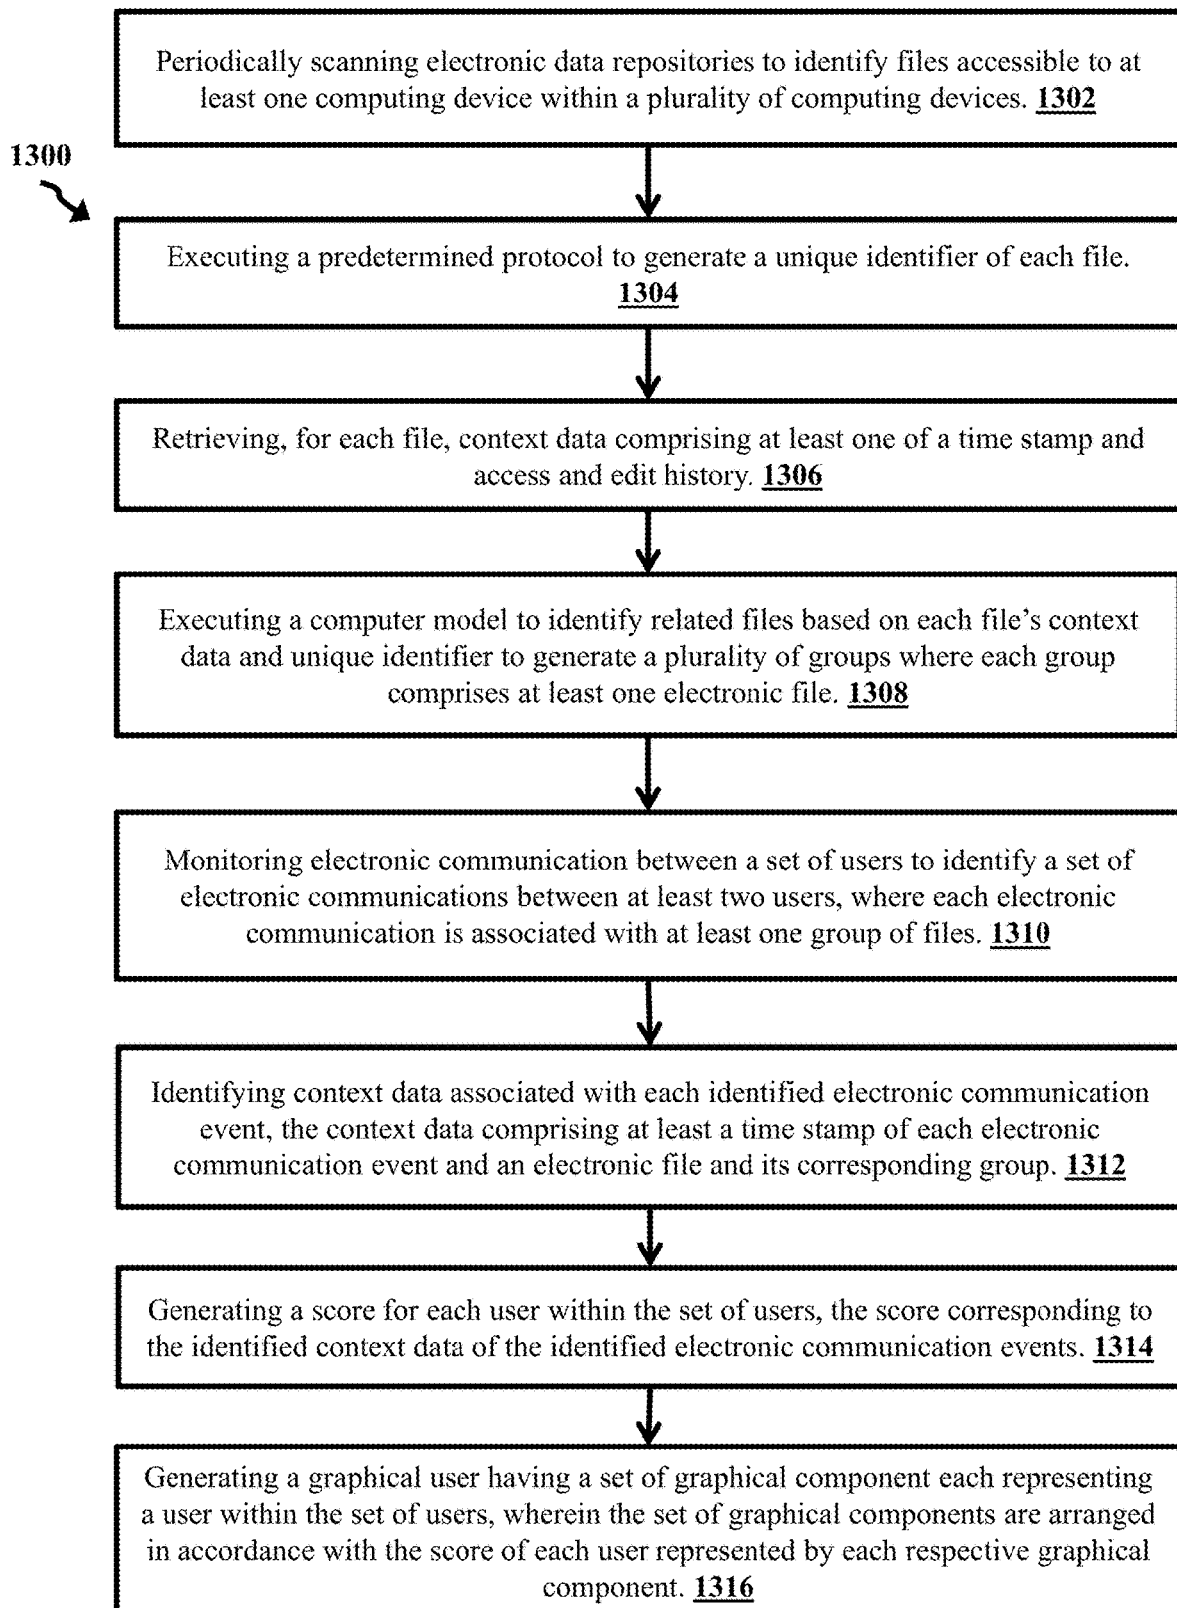 Periodically scanning electronic data repositories to identify files accessible to at
least one computing device within a plurality of computing devices. 1302
1300
Executing a predetermined protocol to generate a unique identifier of each file.
1304
Retrieving, for each file, context data comprising at least one of a time stamp and
access and edit history. 1306
Executing a computer model to identify related files based on each file's context
data and unique identifier to generate a plurality of groups where each group
comprises at least one electronic file. 1308
Monitoring electronic communication between a set of users to identify a set of
electronic communications between at least two users, where each electronic
communication is associated with at least one group of files. 1310
Identifying context data associated with each identified electronic communication
event, the context data comprising at least a time stamp of each electronic
communication event and an electronic file and its corresponding group. 1312
Generating a score for each user within the set of users, the score corresponding to
the identified context data of the identified electronic communication events. 1314
Generating a graphical user having a set of graphical component each representing
a user within the set of users, wherein the set of graphical components are arranged
in accordance with the score of each user represented by each respective graphical
component. 1316